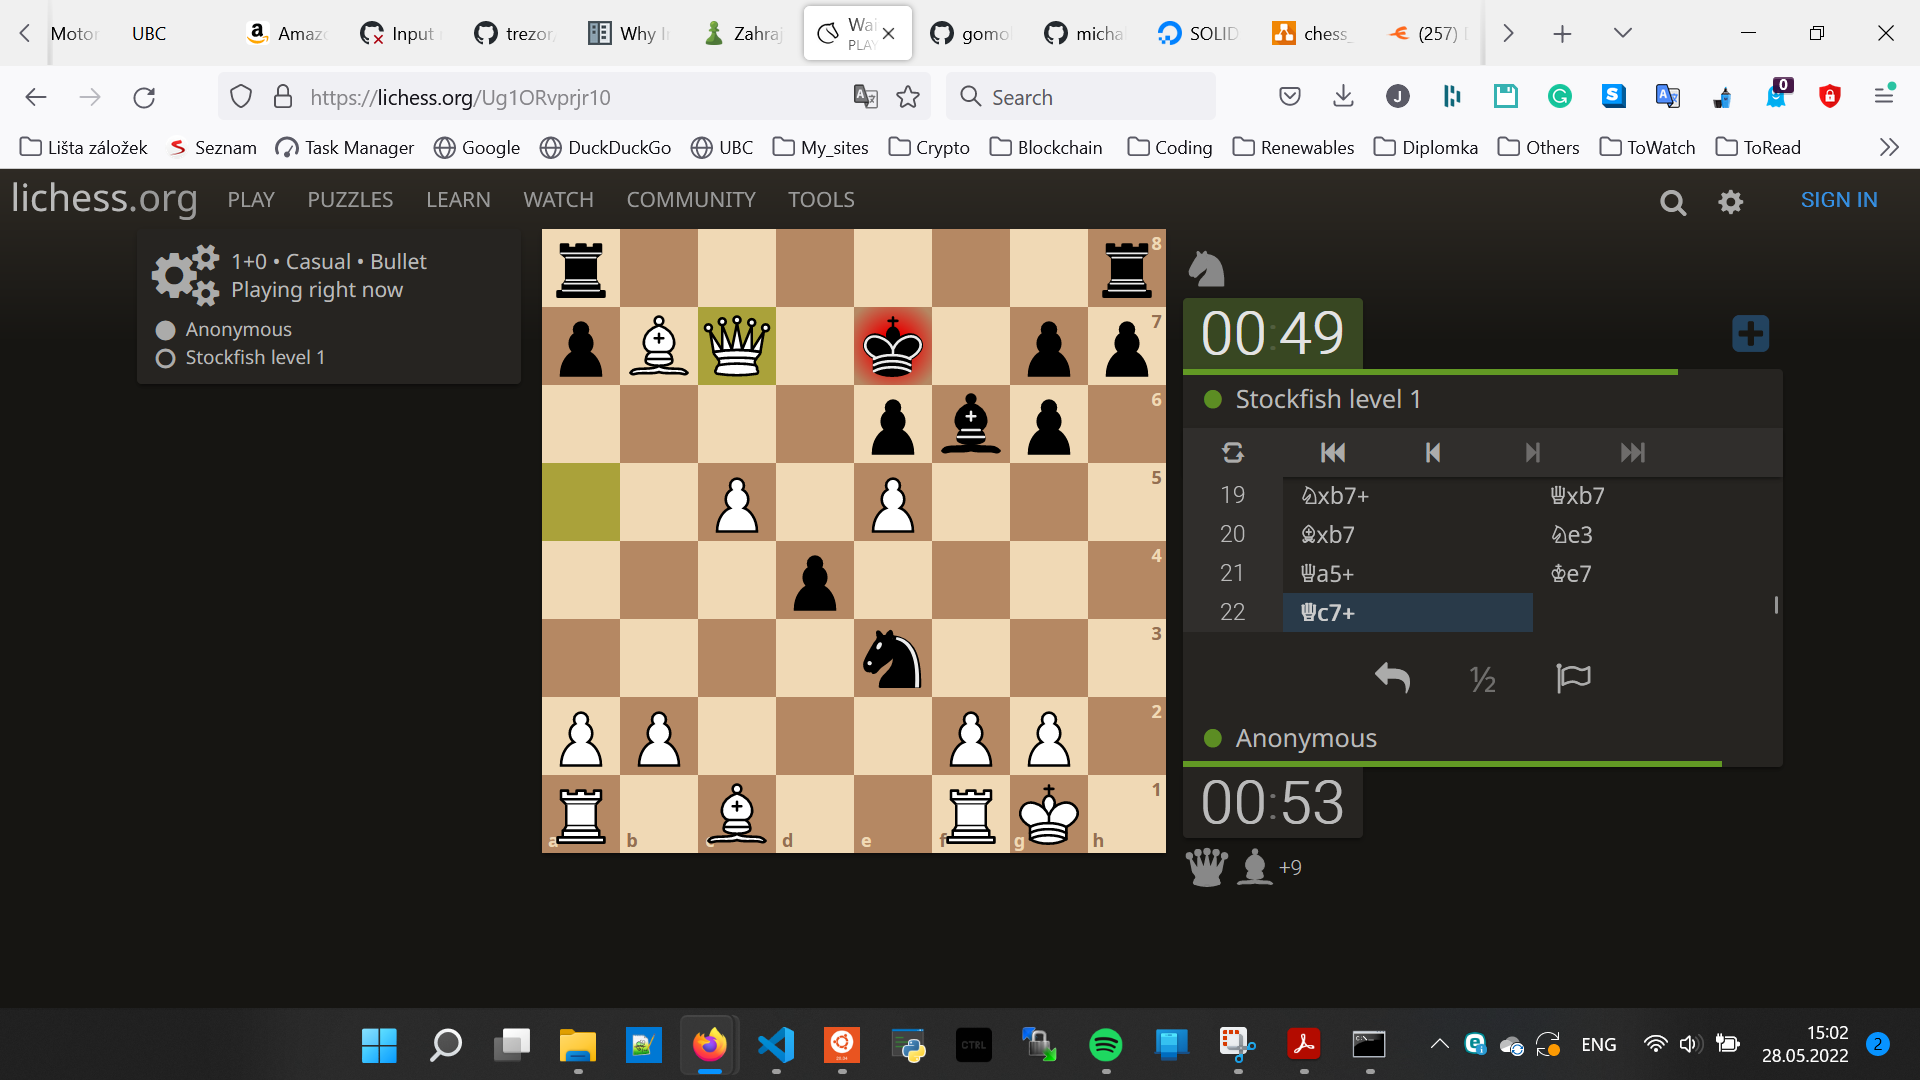 Motor UBC Amaz Input trezor Why I Zahraj Wai gomo micha SOLID chess_ (257)
PLAY
https://lichess.org/Ug1ORvprjr10 Search 0
Lišta záložek Seznam Task Manager Google DuckDuckGo UBC My_sites Crypto Blockchain Coding Renewables Diplomka Others ToWatch ToRead
lichess.org PLAY PUZZLES LEARN WATCH COMMUNITY TOOLS SIGN IN
1+0 • Casual • Bullet
Playing right now
Anonymous
Stockfish level 1
8
7
6
5
4
3
2
1
a b c d e f g h
00:49
Stockfish level 1
19 ♘xb7+ ♕xb7
20 ♗xb7 ♘e3
21 ♕a5+ ♔e7
22 ♕c7+
½
Anonymous
00:53
+9
CTRL
ENG
15:02
28.05.2022
2